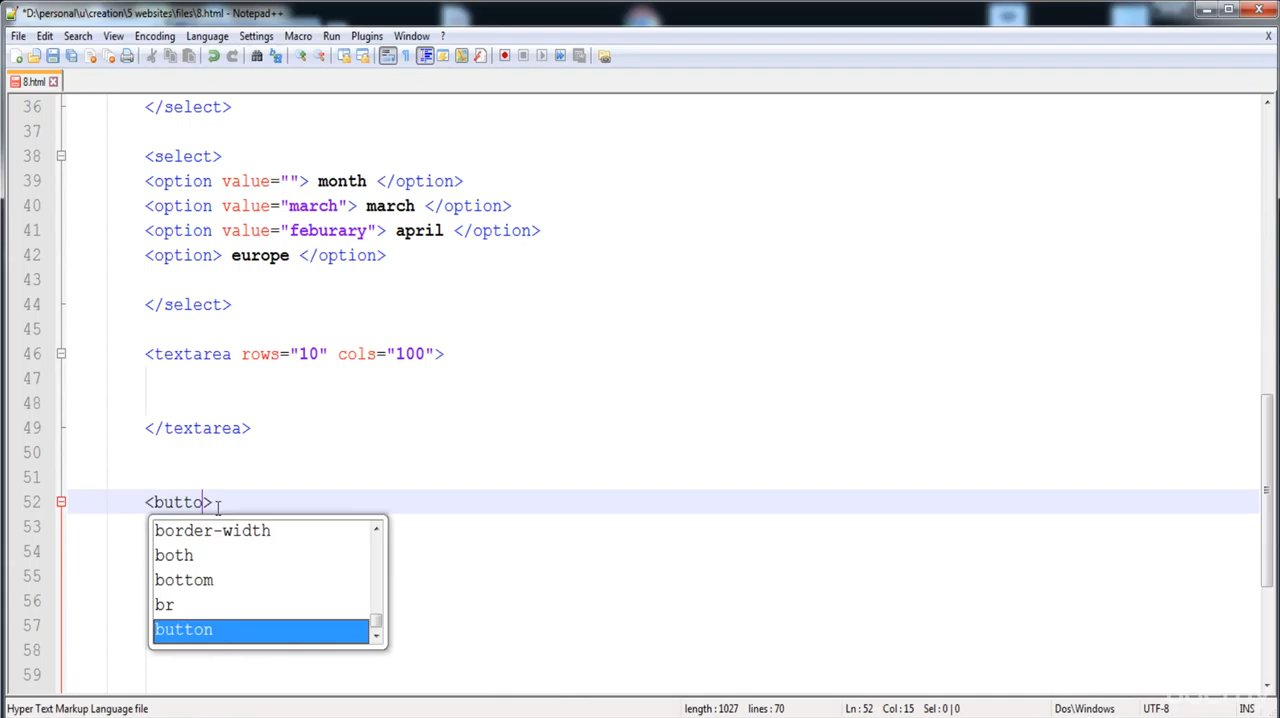 *D:\personal\u\creation\5 websites\files\8.html - Notepad++
File Edit Search View Encoding Language Settings Macro Run Plugins Window ? X
8.html
36 </select>
37
38 <select>
39 <option value=""> month </option>
40 <option value="march"> march </option>
41 <option value="feburary"> april </option>
42 <option> europe </option>
43
44 </select>
45
46 <textarea rows="10" cols="100">
47
48
49 </textarea>
50
51
52 <butto>
53 border-width
54 both
55 bottom
56 br
57 button
58
59
Hyper Text Markup Language file length : 1027 lines : 70 Ln : 52 Col : 15 Sel : 0 | 0 Dos\Windows UTF-8 INS